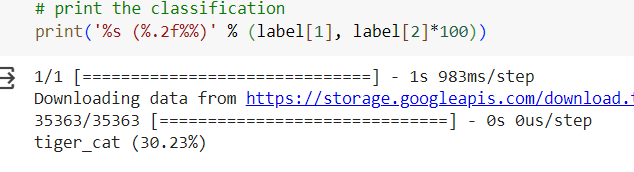 # print the classification
print('%s (%.2f%%)' % (label[1], label[2]*100))
1/1 [==============================] - 1s 983ms/step
Downloading data from https://storage.googleapis.com/download.
35363/35363 [==============================] - 0s 0us/step
tiger_cat (30.23%)